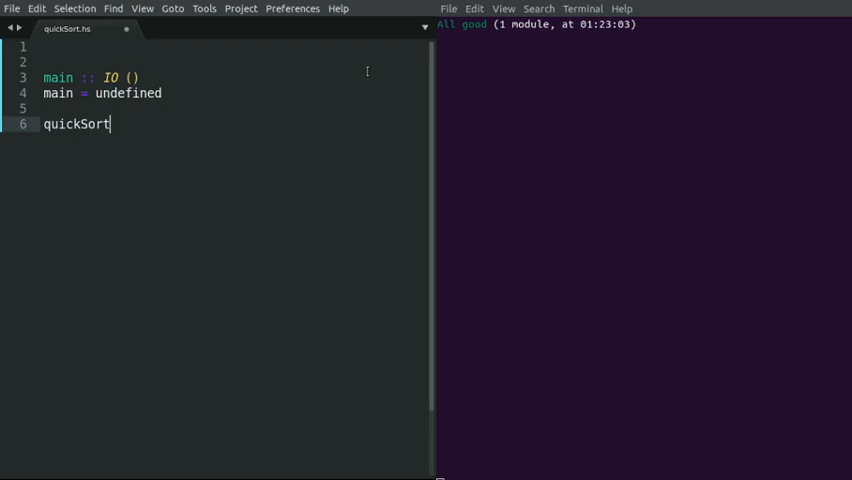 File Edit Selection Find View Goto Tools Project Preferences Help
quickSort.hs
1
2
3 main :: IO ()
4 main = undefined
5
6 quickSort
File Edit View Search Terminal Help
All good (1 module, at 01:23:03)